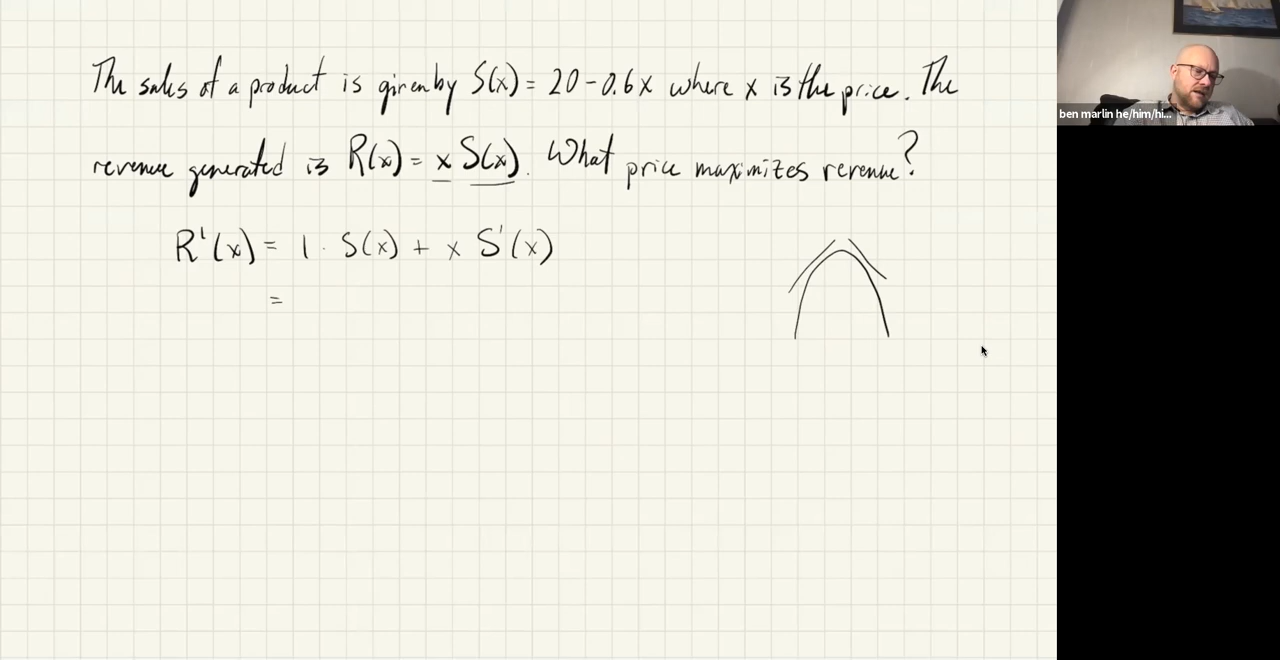 The sales of a product is given by S(x) = 20 - 0.6x where x is the price. The
revenue generated is R(x) = x S(x). What price maximizes revenue?
R'(x) = 1 · S(x) + x S'(x)
=
ben marlin he/him/hi...